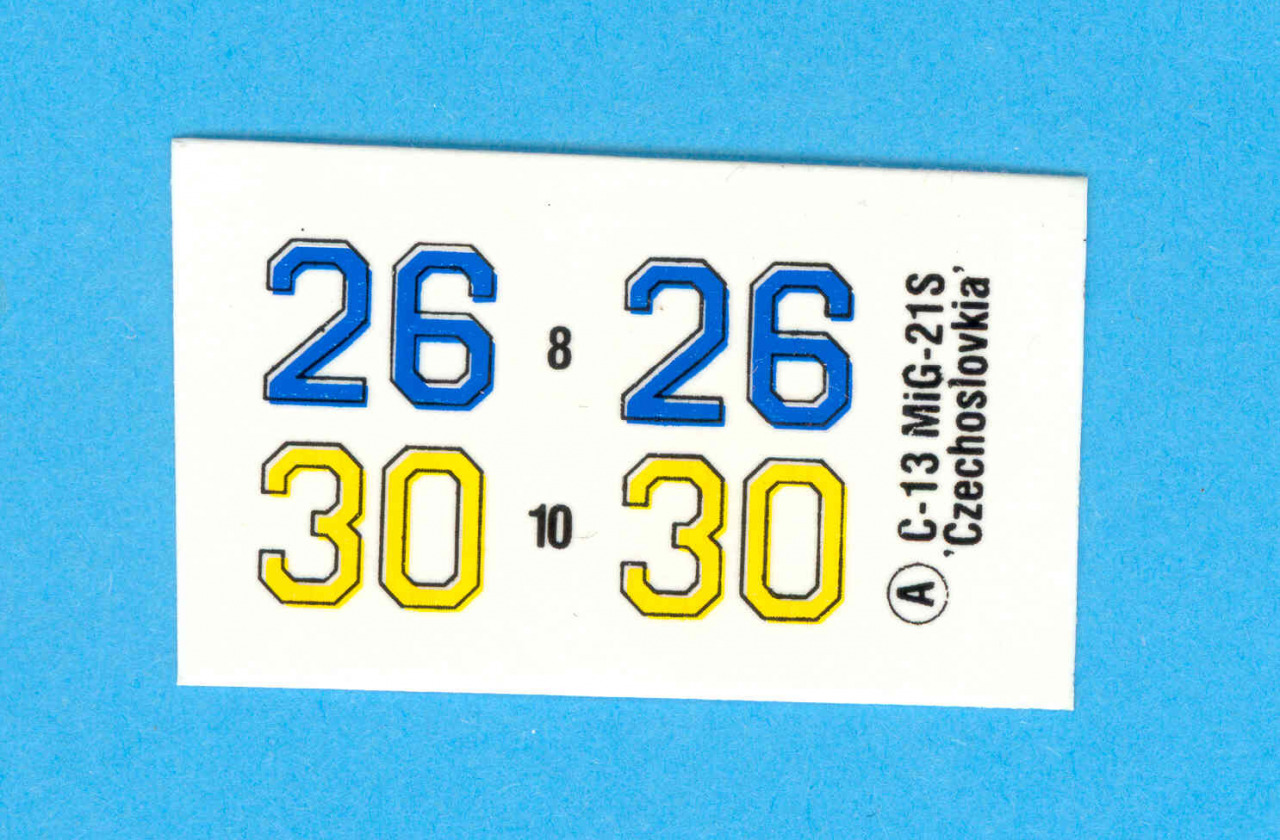 26 8 26
30 10 30
A C-13 MiG-21S
'Czechoslovkia'